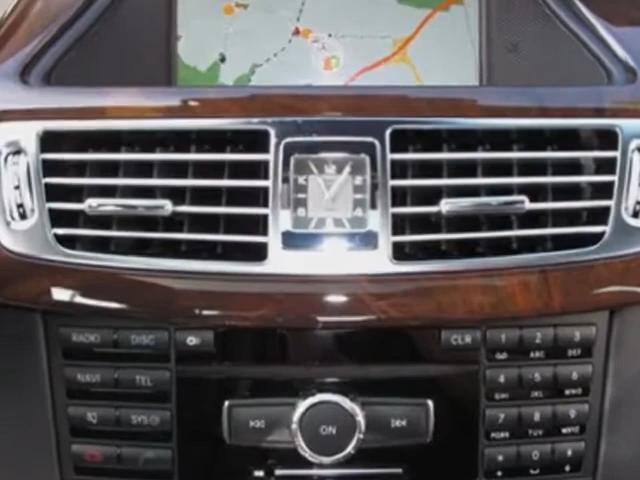 12
RADIO DISC CLR 1 2 3
ABC DEF
NAVI TEL 4 5 6
GHI JKL MNO
SYS 7 8 9
ON PQRS TUV WXYZ
* 0 #